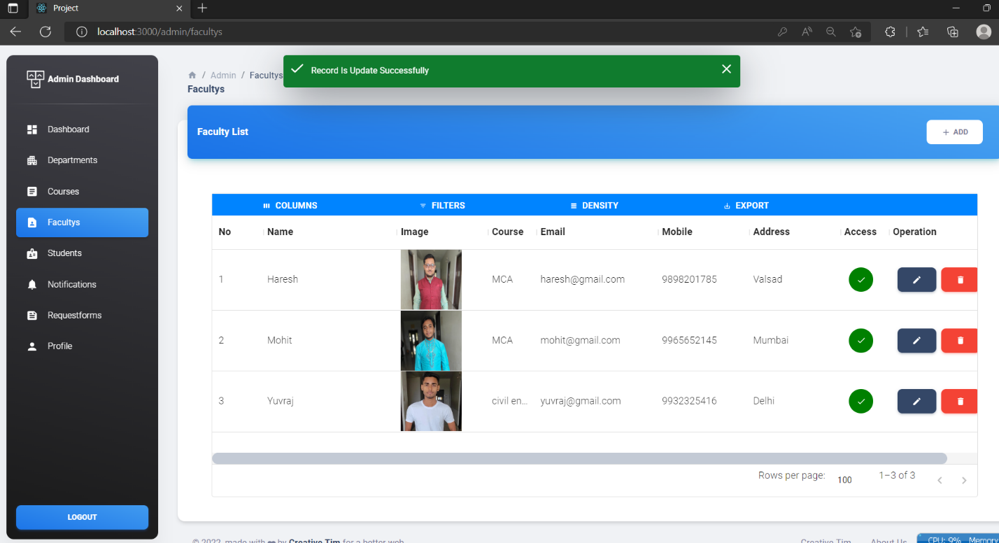 Project
localhost:3000/admin/facultys
Admin Dashboard
Dashboard
Departments
Courses
Facultys
Students
Notifications
Requestforms
Profile
LOGOUT
/ Admin / Facultys
Facultys
Record Is Update Successfully
Faculty List
+ ADD
COLUMNS FILTERS DENSITY EXPORT
No Name Image Course Email Mobile Address Access Operation
1 Haresh MCA haresh@gmail.com 9898201785 Valsad
2 Mohit MCA mohit@gmail.com 9965652145 Mumbai
3 Yuvraj civil en... yuvraj@gmail.com 9932325416 Delhi
Rows per page: 100 1–3 of 3
© 2022, made with by Creative Tim for a better web.
Creative Tim About Us
CPU: 9% Memory